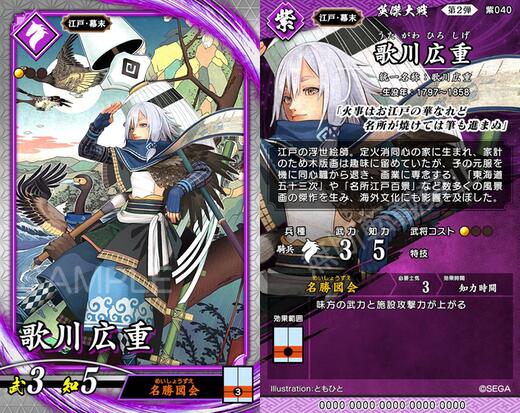 江戸・幕末
SAMPLE
歌川広重
武3 知5
めいしょうずえ
名勝図会
3
紫
江戸・幕末
英傑大戦
第2弾
紫040
うたがわひろしげ
歌川広重
統一名称:歌川広重
生没年:1797~1858
「火事はお江戸の華なれど
名所が焼けては筆も進まぬ」
江戸の浮世絵師。定火消同心の家に生まれ、家計
のため木版画は趣味に留めていたが、子の元服を
機に同心職から退き、画業に専念する。「東海道
五十三次」や「名所江戸百景」など数多くの風景
画の傑作を生み、海外文化にも影響を及ぼした。
兵種 武力 知力 武将コスト
騎兵 3 5 特技
めいしょうずえ 必要士気 効果時間
名勝図会 3 知力時間
味方の武力と施設攻撃力が上がる
効果範囲
SAMPLE
Illustration:ともひと
©SEGA
0000 0000 0000 0000 0000